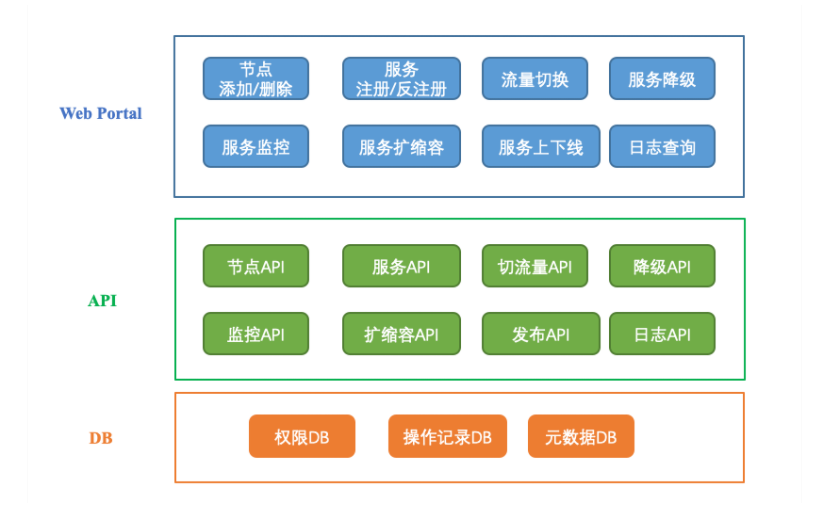 节点
添加/删除
服务
注册/反注册
流量切换
服务降级
Web Portal
服务监控
服务扩缩容
服务上下线
日志查询
节点API
服务API
切流量API
降级API
API
监控API
扩缩容API
发布API
日志API
DB
权限DB
操作记录DB
元数据DB